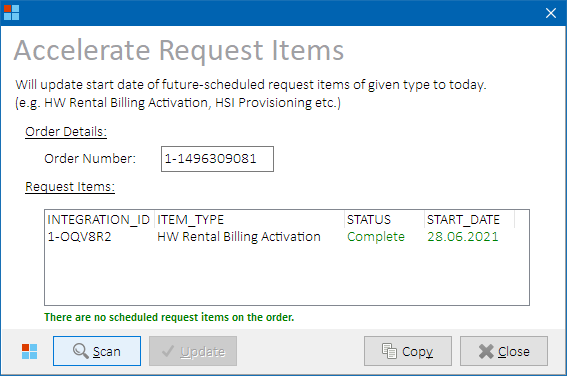 Accelerate Request Items
Will update start date of future-scheduled request items of given type to today.
(e.g. HW Rental Billing Activation, HSI Provisioning etc.)
Order Details:
Order Number: 1-1496309081
Request Items:
INTEGRATION_ID ITEM_TYPE STATUS START_DATE
1-OQV8R2 HW Rental Billing Activation Complete 28.06.2021
There are no scheduled request items on the order.
Scan Update Copy Close